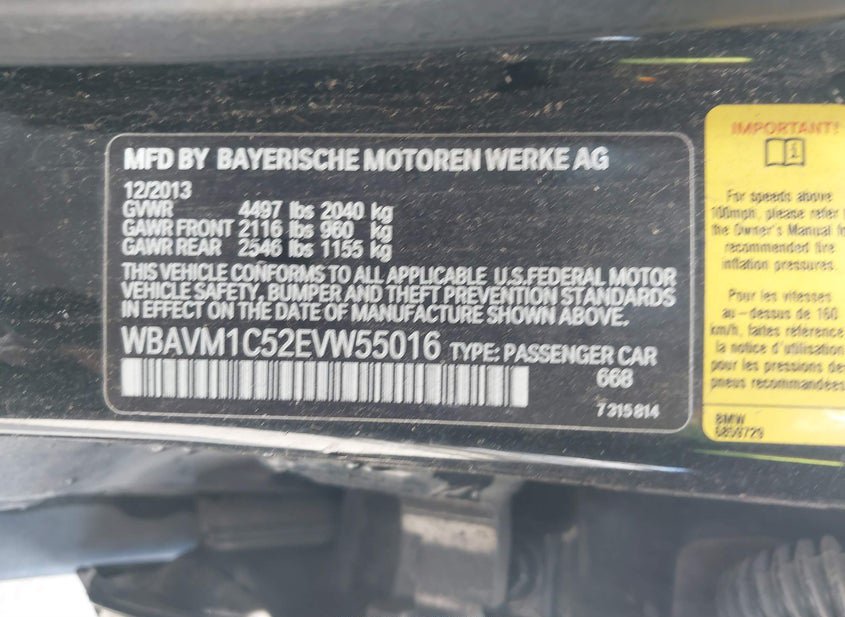 MFD BY BAYERISCHE MOTOREN WERKE AG
12/2013
GVWR 4497 lbs 2040 kg
GAWR FRONT 2116 lbs 960 kg
GAWR REAR 2546 lbs 1155 kg
THIS VEHICLE CONFORMS TO ALL APPLICABLE U.S.FEDERAL MOTOR
VEHICLE SAFETY, BUMPER AND THEFT PREVENTION STANDARDS
IN EFFECT ON THE DATE OF MANUFACTURE SHOWN ABOVE.
WBAVM1C52EVW55016 TYPE: PASSENGER CAR
668
7315814
IMPORTANT!
i
For speeds above
100mph, please refer
the Owner's Manual
recommended tire
inflation pressures.
Pour les vitesses
au-dessus de 160
km/h, faites référence
la notice d'utilisation
pour les pressions de
pneus recommandées
BMW
6859729